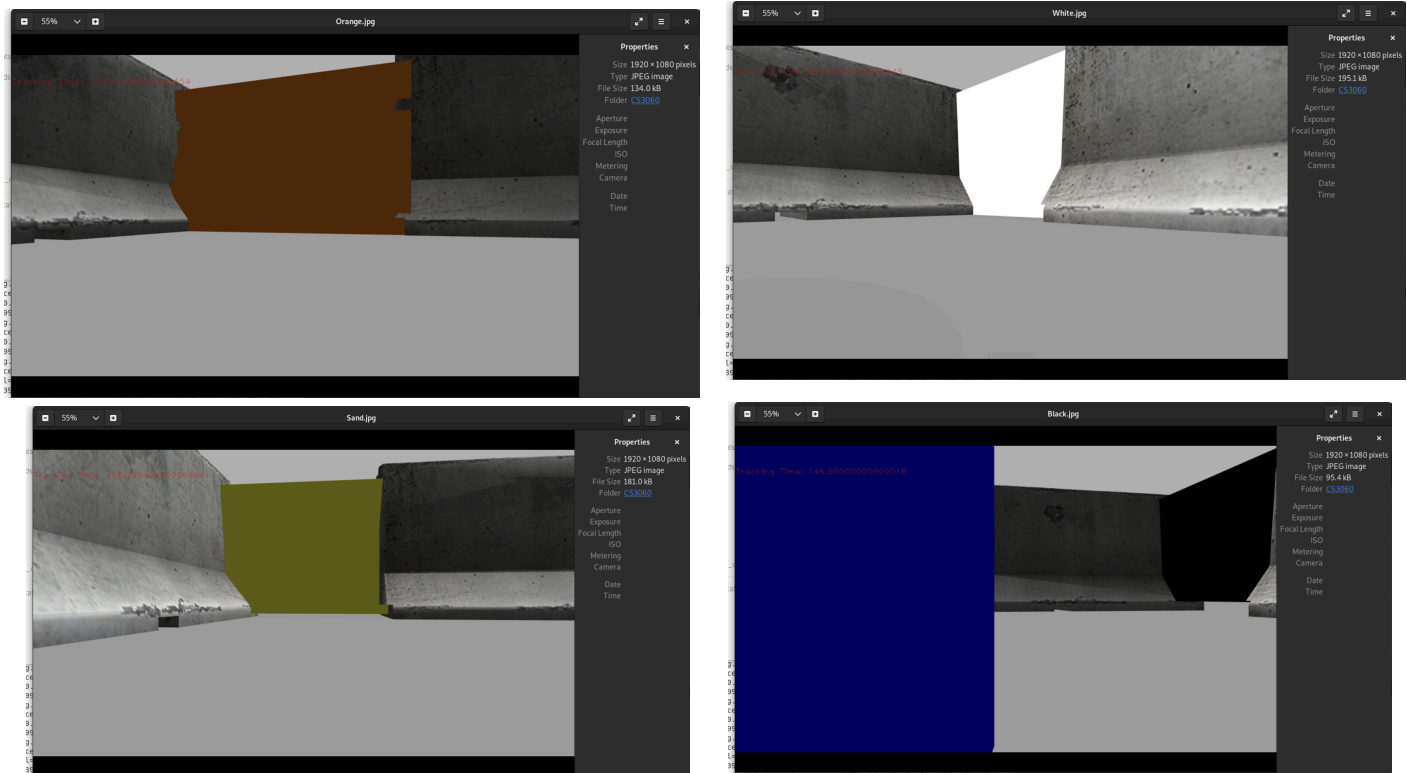 55%
Orange.jpg
Properties
Size 1920 × 1080 pixels
Type JPEG image
File Size 134.0 kB
Folder CS3060
Aperture
Exposure
Focal Length
ISO
Metering
Camera
Date
Time
Tracking Time:
55%
White.jpg
Properties
Size 1920 × 1080 pixels
Type JPEG image
File Size 195.1 kB
Folder CS3060
Aperture
Exposure
Focal Length
ISO
Metering
Camera
Date
Time
55%
Sand.jpg
Properties
Size 1920 × 1080 pixels
Type JPEG image
File Size 181.0 kB
Folder CS3060
Aperture
Exposure
Focal Length
ISO
Metering
Camera
Date
Time
Tracking Time:
55%
Black.jpg
Properties
Size 1920 × 1080 pixels
Type JPEG image
File Size 95.4 kB
Folder CS3060
Aperture
Exposure
Focal Length
ISO
Metering
Camera
Date
Time
Tracking Time: 146.80000000000018